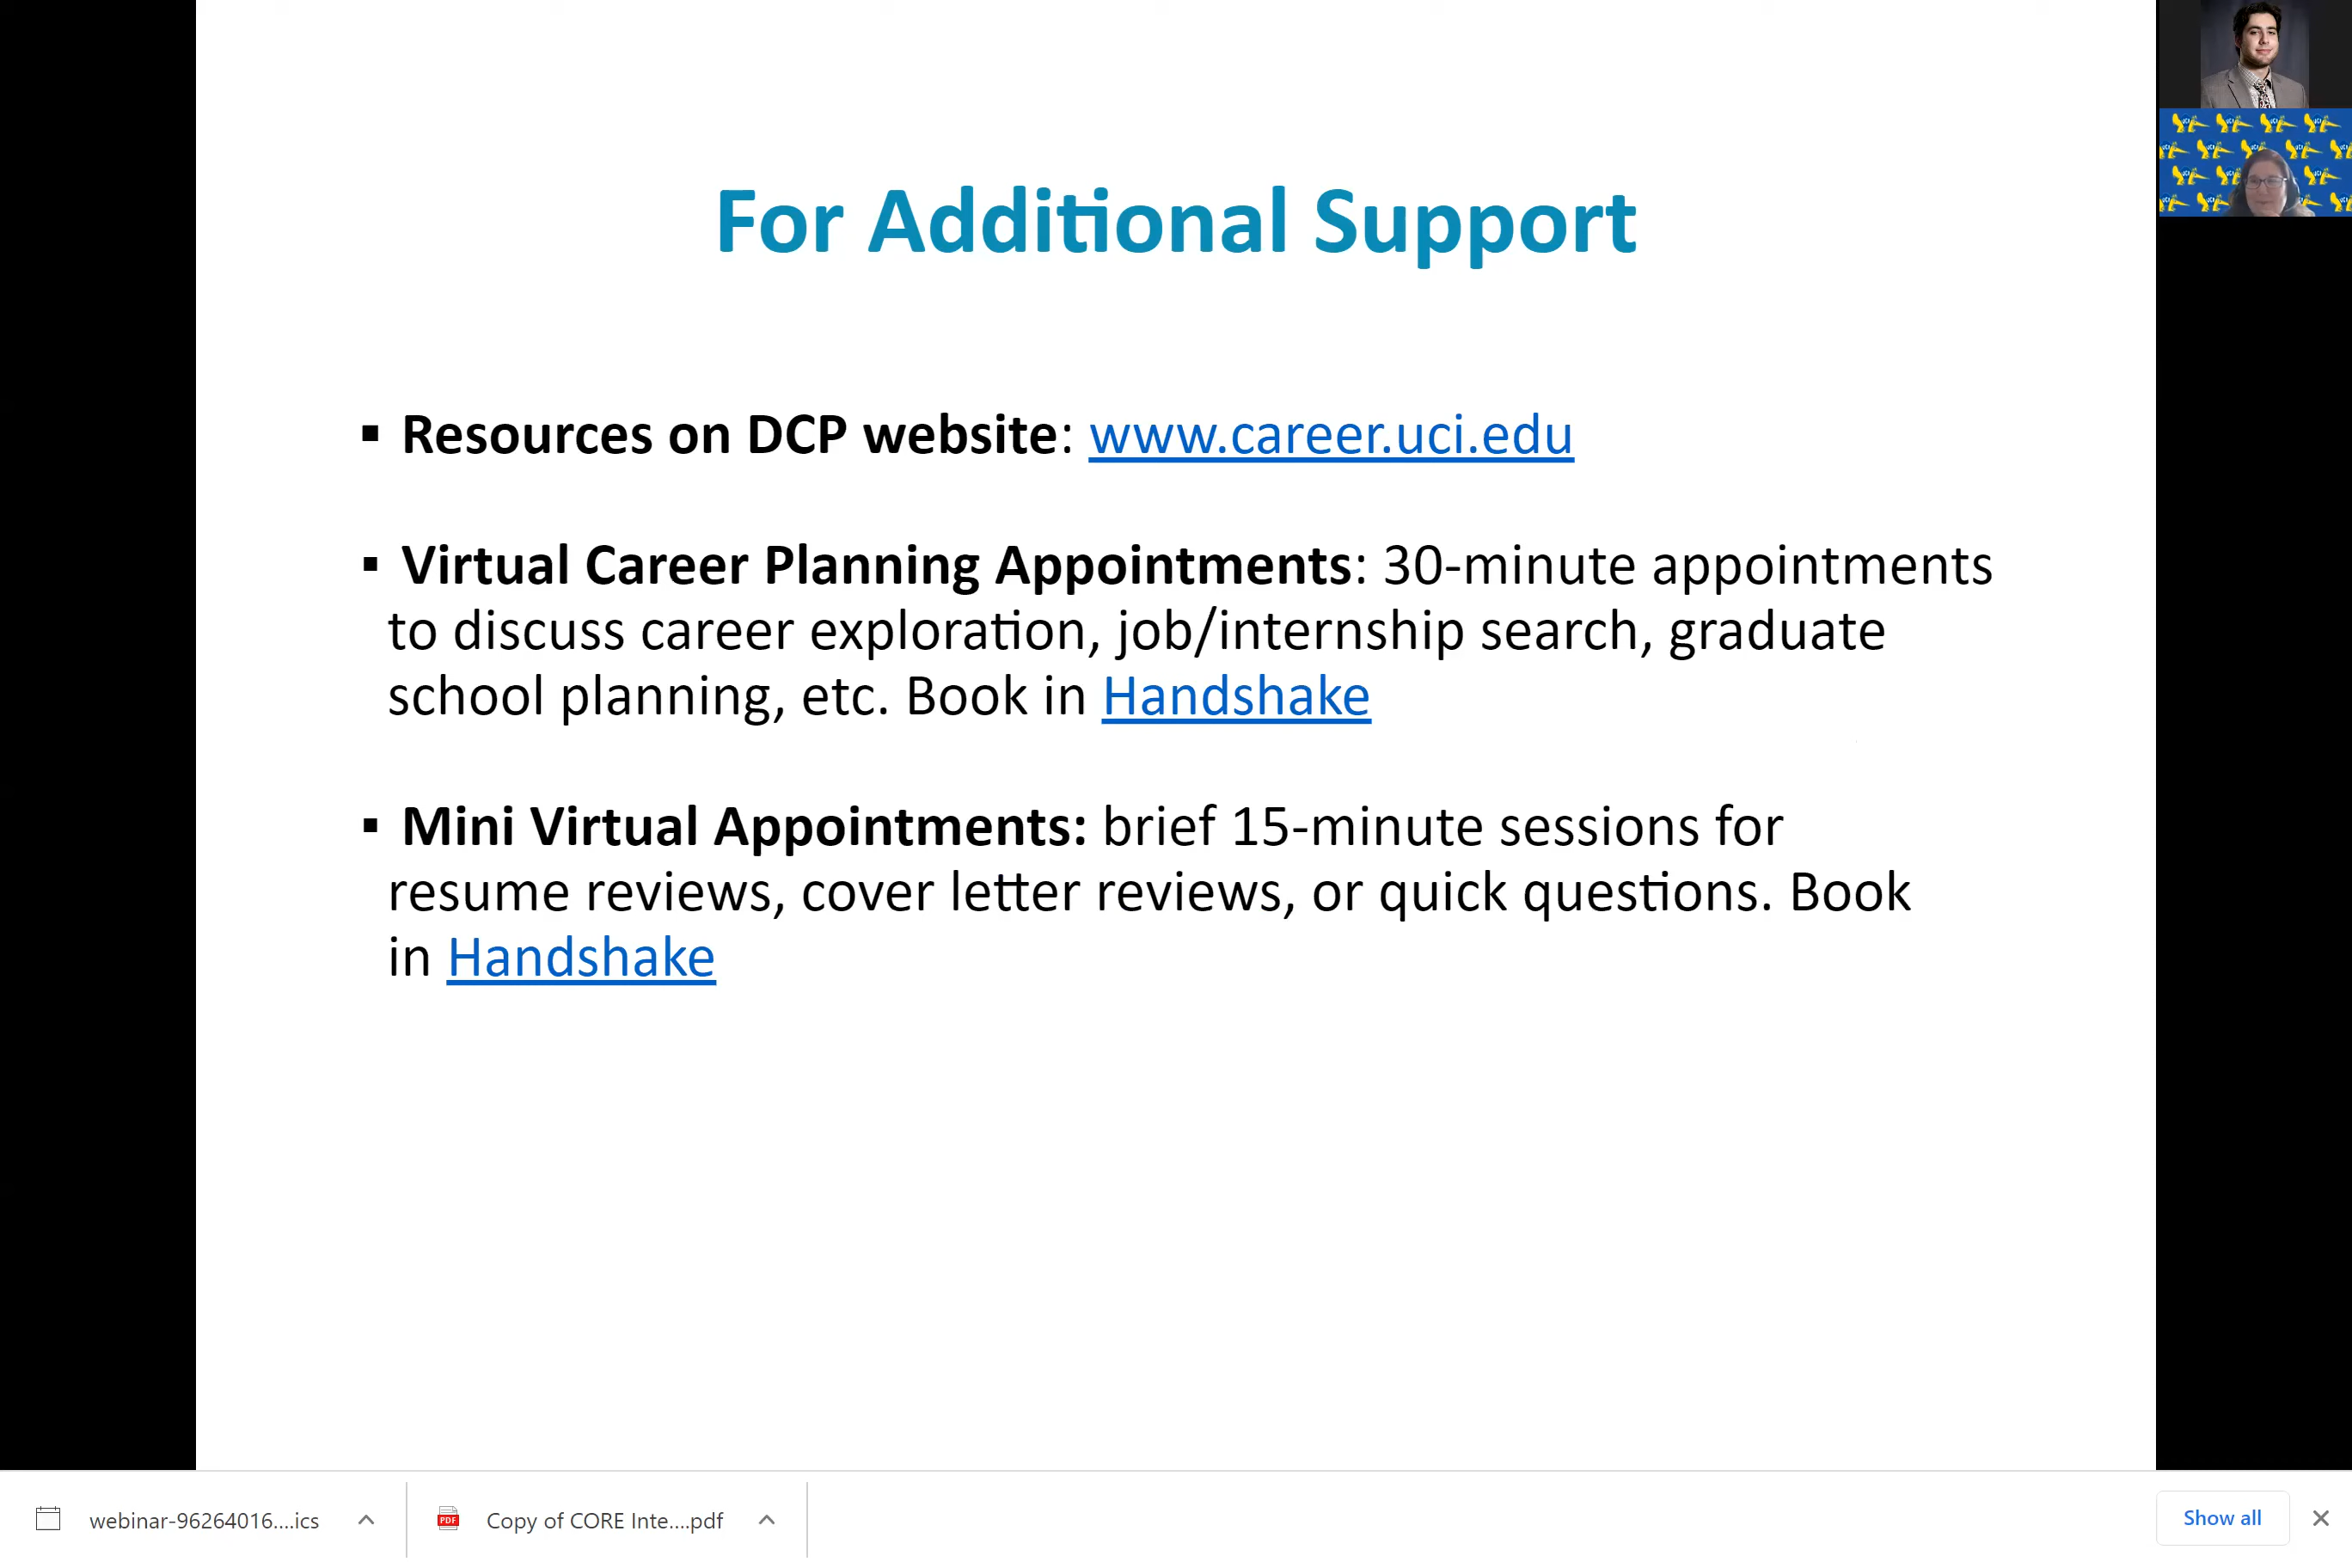 For Additional Support
▪ Resources on DCP website: www.career.uci.edu
▪ Virtual Career Planning Appointments: 30-minute appointments
to discuss career exploration, job/internship search, graduate
school planning, etc. Book in Handshake
▪ Mini Virtual Appointments: brief 15-minute sessions for
resume reviews, cover letter reviews, or quick questions. Book
in Handshake
webinar-96264016....ics
PDF
Copy of CORE Inte....pdf
Show all